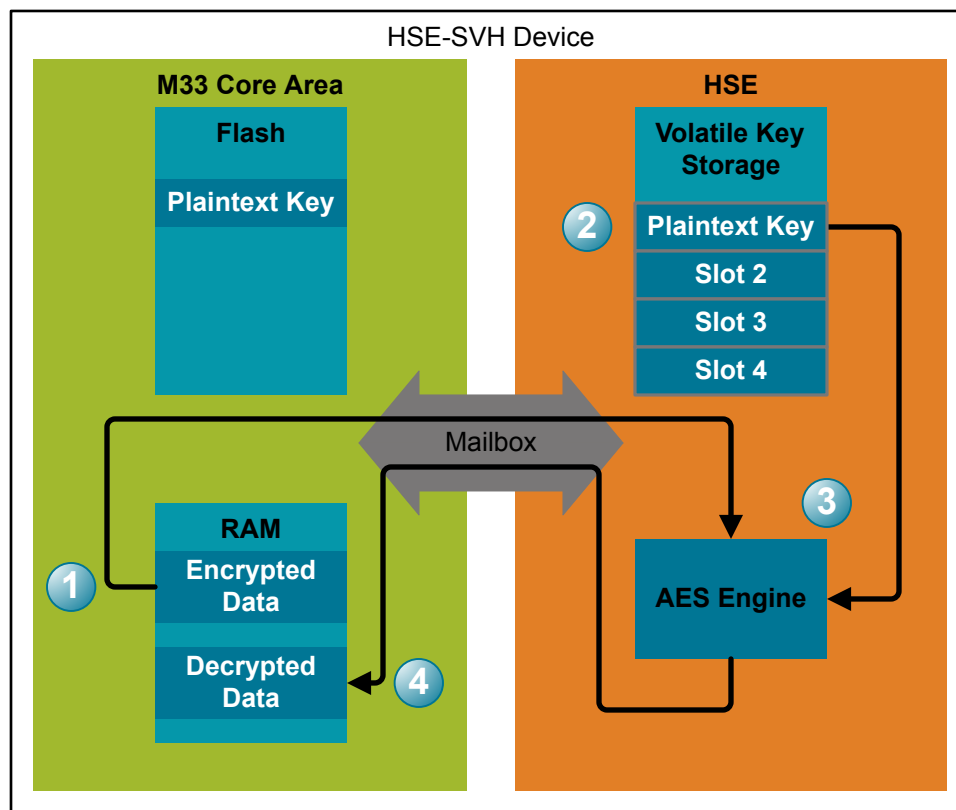 HSE-SVH Device
M33 Core Area
Flash
Plaintext Key
HSE
Volatile Key
Storage
2
Plaintext Key
Slot 2
Slot 3
Slot 4
Mailbox
3
RAM
1
Encrypted
Data
AES Engine
Decrypted
Data
4